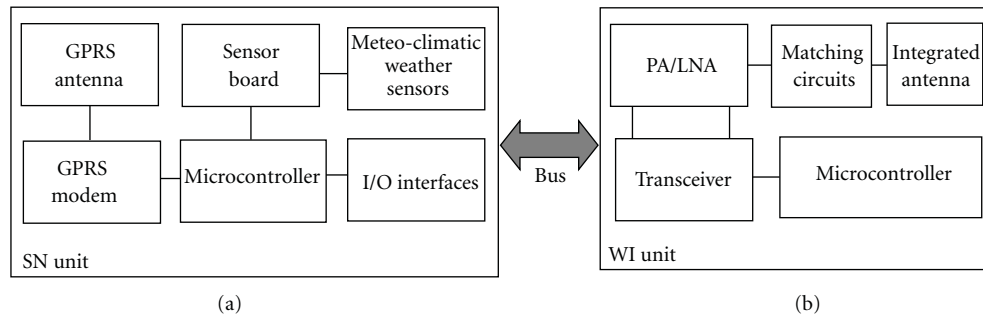 GPRS
antenna
Sensor
board
Meteo-climatic
weather
sensors
GPRS
modem
Microcontroller
I/O interfaces
SN unit
Bus
PA/LNA
Matching
circuits
Integrated
antenna
Transceiver
Microcontroller
WI unit
(a)
(b)